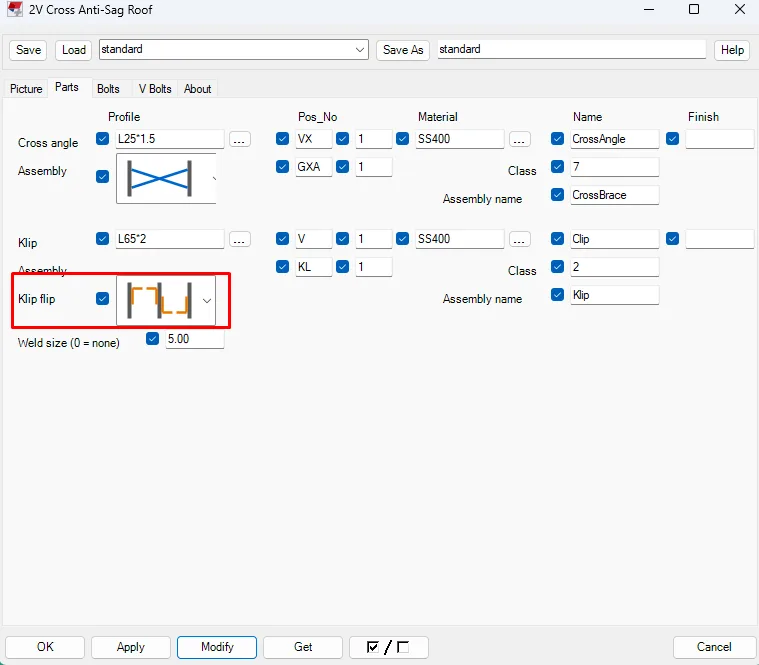 2V Cross Anti-Sag Roof
Save Load standard Save As standard Help
Picture Parts Bolts V Bolts About
Profile Pos_No Material Name Finish
Cross angle L25*1.5 ... VX 1 SS400 ... CrossAngle
Assembly GXA 1 Class 7
Assembly name CrossBrace
Klip L65*2 ... V 1 SS400 ... Clip
Assembly KL 1 Class 2
Klip flip Assembly name Klip
Weld size (0 = none) 5.00
OK Apply Modify Get / Cancel